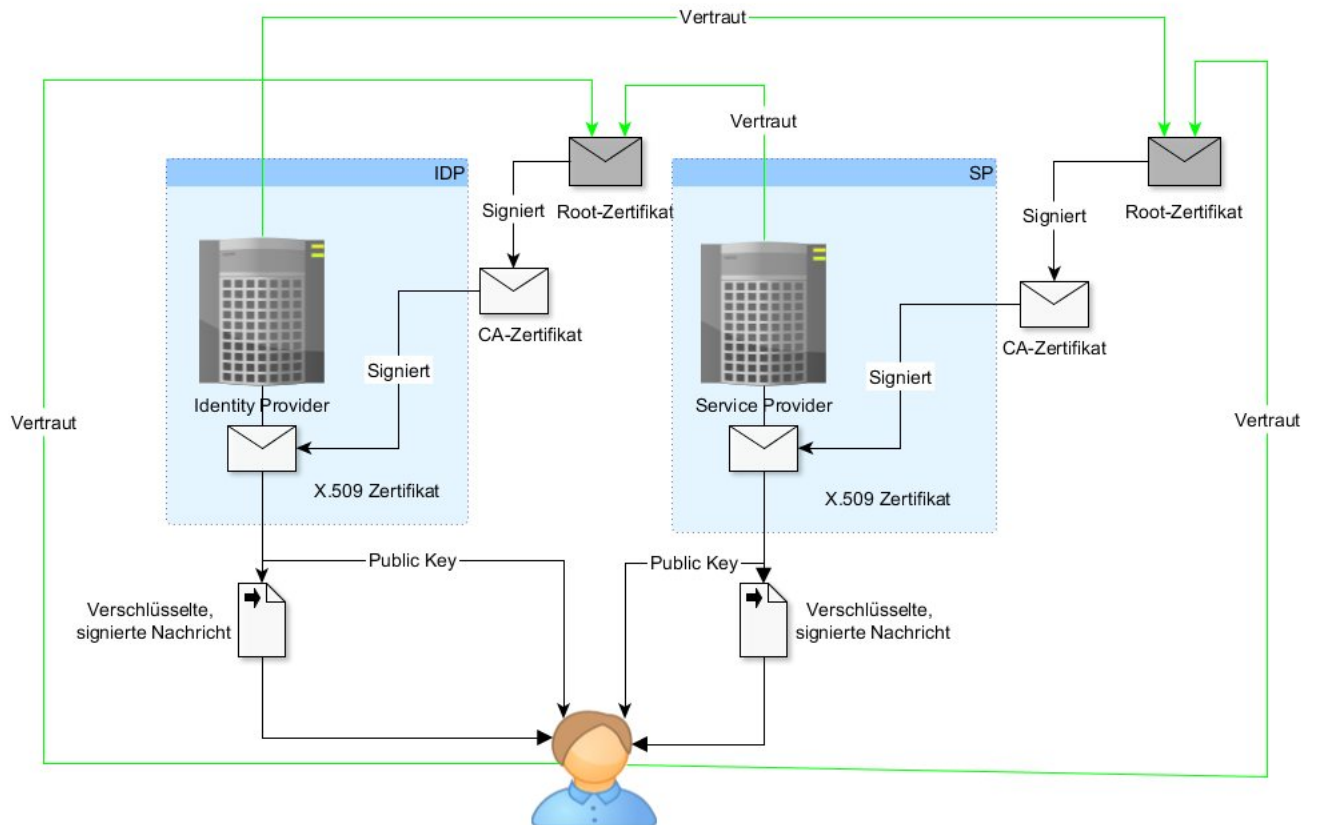 Vertraut
Vertraut
IDP
SP
Signiert
Root-Zertifikat
Signiert
Root-Zertifikat
CA-Zertifikat
CA-Zertifikat
Signiert
Signiert
Identity Provider
Service Provider
Vertraut
Vertraut
X.509 Zertifikat
X.509 Zertifikat
Public Key
Public Key
Verschlüsselte,
signierte Nachricht
Verschlüsselte,
signierte Nachricht